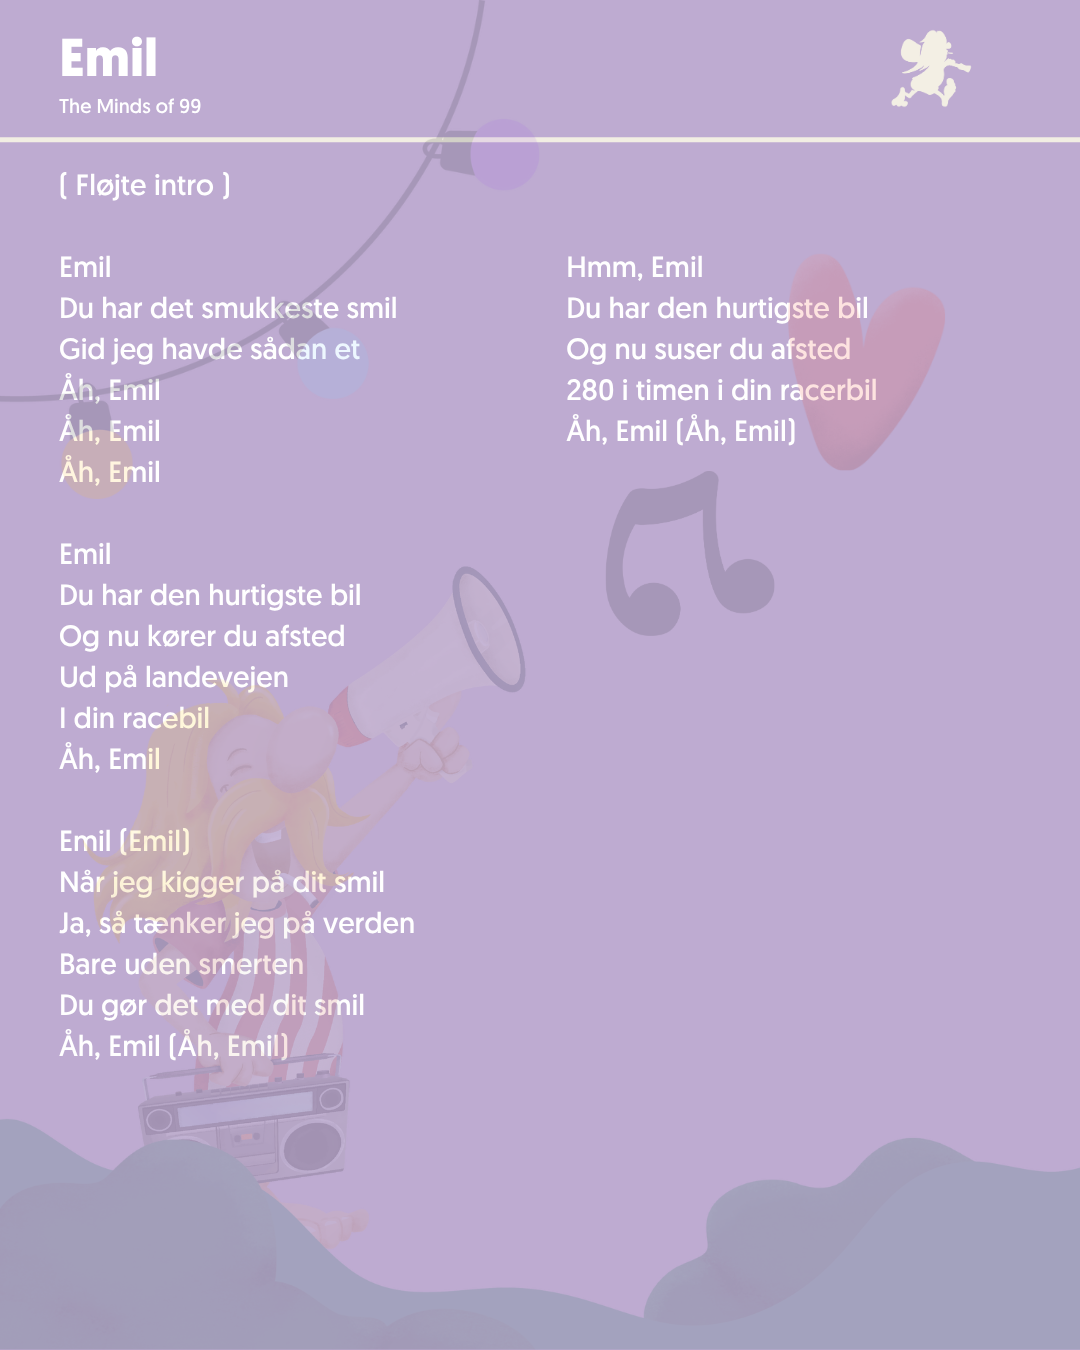 Emil
The Minds of 99
( Fløjte intro )
Emil
Du har det smukkeste smil
Gid jeg havde sådan et
Åh, Emil
Åh, Emil
Åh, Emil
Emil
Du har den hurtigste bil
Og nu kører du afsted
Ud på landevejen
I din racebil
Åh, Emil
Emil (Emil)
Når jeg kigger på dit smil
Ja, så tænker jeg på verden
Bare uden smerten
Du gør det med dit smil
Åh, Emil (Åh, Emil)
Hmm, Emil
Du har den hurtigste bil
Og nu suser du afsted
280 i timen i din racerbil
Åh, Emil (Åh, Emil)